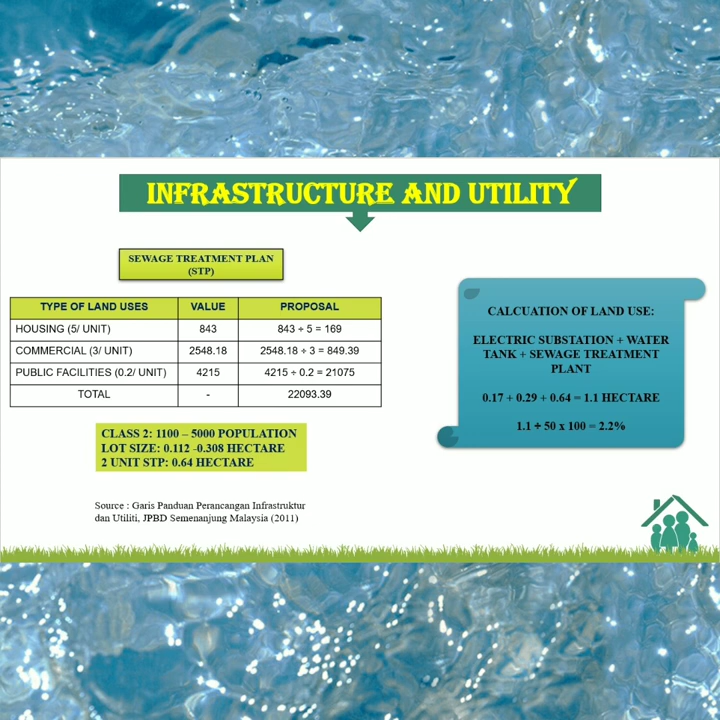 INFRASTRUCTURE AND UTILITY
SEWAGE TREATMENT PLAN
(STP)
TYPE OF LAND USES VALUE PROPOSAL
HOUSING (5/ UNIT) 843 843 ÷ 5 = 169
COMMERCIAL (3/ UNIT) 2548.18 2548.18 ÷ 3 = 849.39
PUBLIC FACILITIES (0.2/ UNIT) 4215 4215 ÷ 0.2 = 21075
TOTAL - 22093.39
CLASS 2: 1100 – 5000 POPULATION
LOT SIZE: 0.112 -0.308 HECTARE
2 UNIT STP: 0.64 HECTARE
Source : Garis Panduan Perancangan Infrastruktur
dan Utiliti, JPBD Semenanjung Malaysia (2011)
CALCUATION OF LAND USE:
ELECTRIC SUBSTATION + WATER
TANK + SEWAGE TREATMENT
PLANT
0.17 + 0.29 + 0.64 = 1.1 HECTARE
1.1 ÷ 50 x 100 = 2.2%